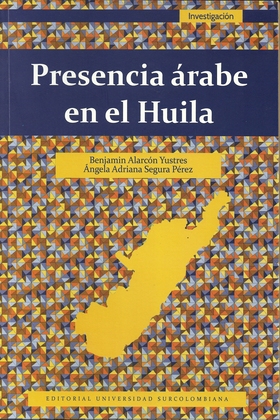 Investigación
Presencia árabe
en el Huila
Benjamin Alarcón Yustres
Ángela Adriana Segura Pérez
EDITORIAL UNIVERSIDAD SURCOLOMBIANA